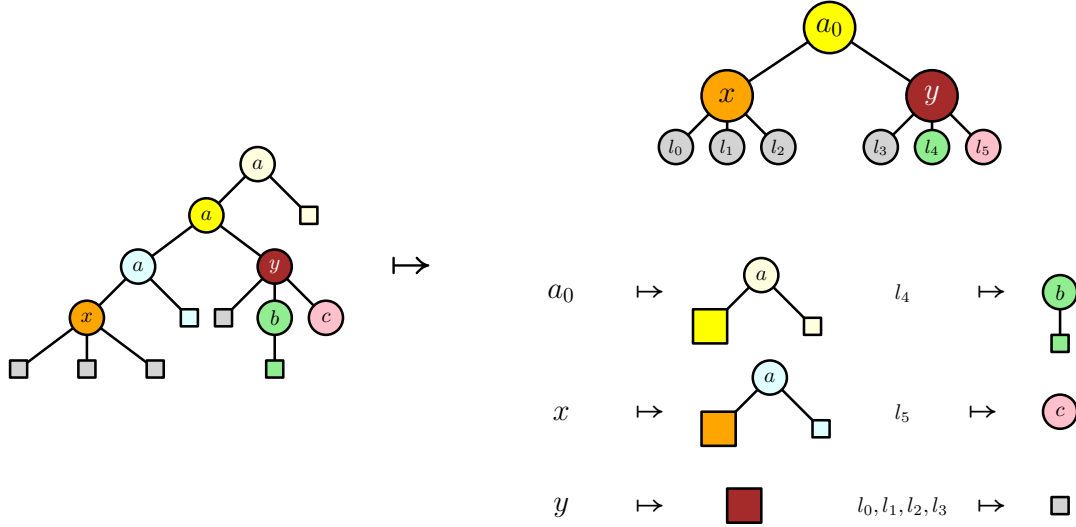 a
a
a y
x b c
↦
a₀
x y
l₀ l₁ l₂ l₃ l₄ l₅
a₀ ↦ a
l₄ ↦ b
x ↦ a
l₅ ↦ c
y ↦
l₀, l₁, l₂, l₃ ↦